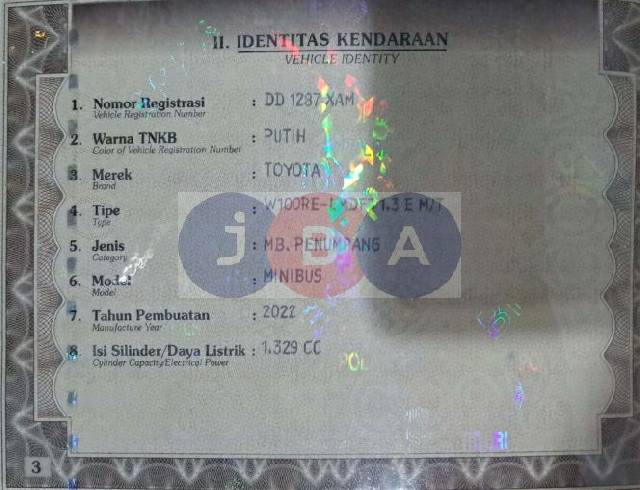 II. IDENTITAS KENDARAAN
VEHICLE IDENTITY
1. Nomor Registrasi : DD 1287 XAM
Vehicle Registration Number
2. Warna TNKB : PUTIH
Color of Vehicle Registration Number
3. Merek : TOYOTA
Brand
4. Tipe : 1.3 E M/T
Type
5. Jenis : MB. PENUMPANG
Category
6. Model : MINIBUS
Model
7. Tahun Pembuatan : 2022
Manufacture Year
8. Isi Silinder/Daya Listrik : 1.329 CC
Cylinder Capacity/Electrical Power
JBA
3